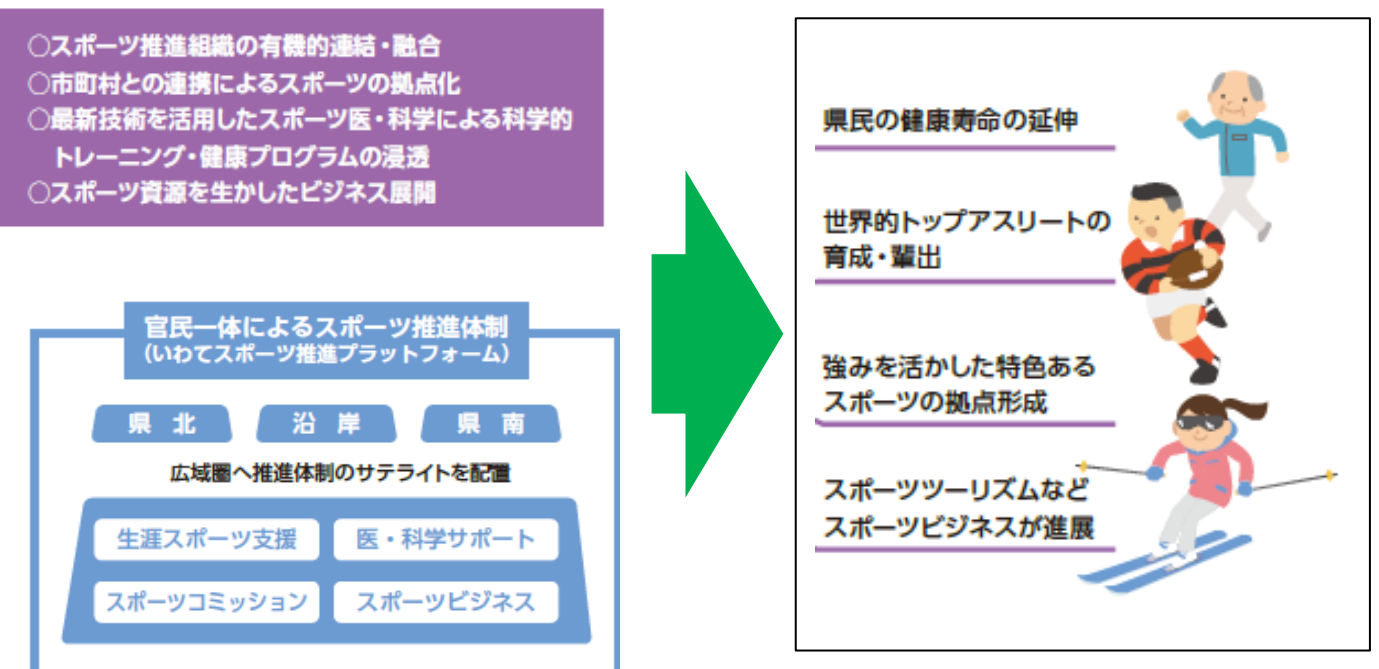 ○スポーツ推進組織の有機的連結・融合
○市町村との連携によるスポーツの拠点化
○最新技術を活用したスポーツ医・科学による科学的
トレーニング・健康プログラムの浸透
○スポーツ資源を生かしたビジネス展開
官民一体によるスポーツ推進体制
(いわてスポーツ推進プラットフォーム)
県北
沿岸
県南
広域圏へ推進体制のサテライトを配置
生涯スポーツ支援
医・科学サポート
スポーツコミッション
スポーツビジネス
県民の健康寿命の延伸
世界的トップアスリートの
育成・輩出
強みを活かした特色ある
スポーツの拠点形成
スポーツツーリズムなど
スポーツビジネスが進展